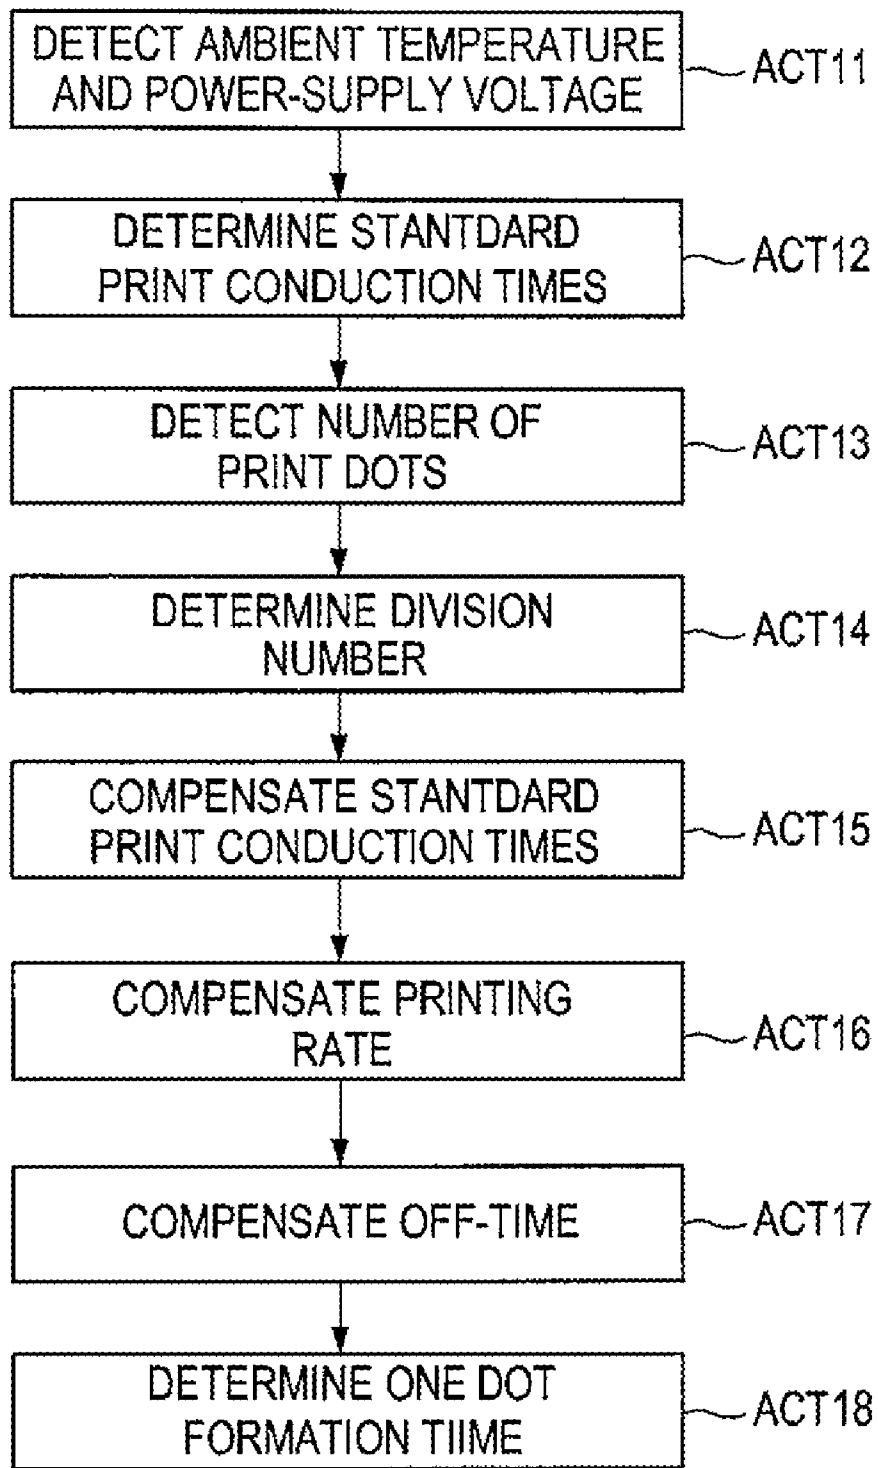 DETECT AMBIENT TEMPERATURE
AND POWER-SUPPLY VOLTAGE
ACT11
DETERMINE STANTDARD
PRINT CONDUCTION TIMES
ACT12
DETECT NUMBER OF
PRINT DOTS
ACT13
DETERMINE DIVISION
NUMBER
ACT14
COMPENSATE STANTDARD
PRINT CONDUCTION TIMES
ACT15
COMPENSATE PRINTING
RATE
ACT16
COMPENSATE OFF-TIME
ACT17
DETERMINE ONE DOT
FORMATION TIIME
ACT18